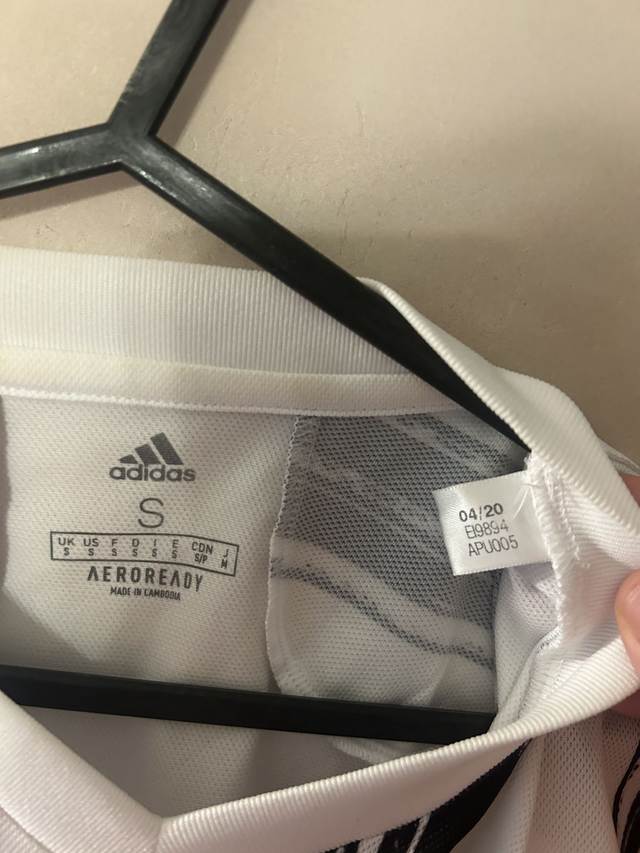 adidas
S
UK US F D I E CDN J
S S S S S S S/P M
AEROREADY
MADE IN CAMBODIA
04/20
EI9894
APU005